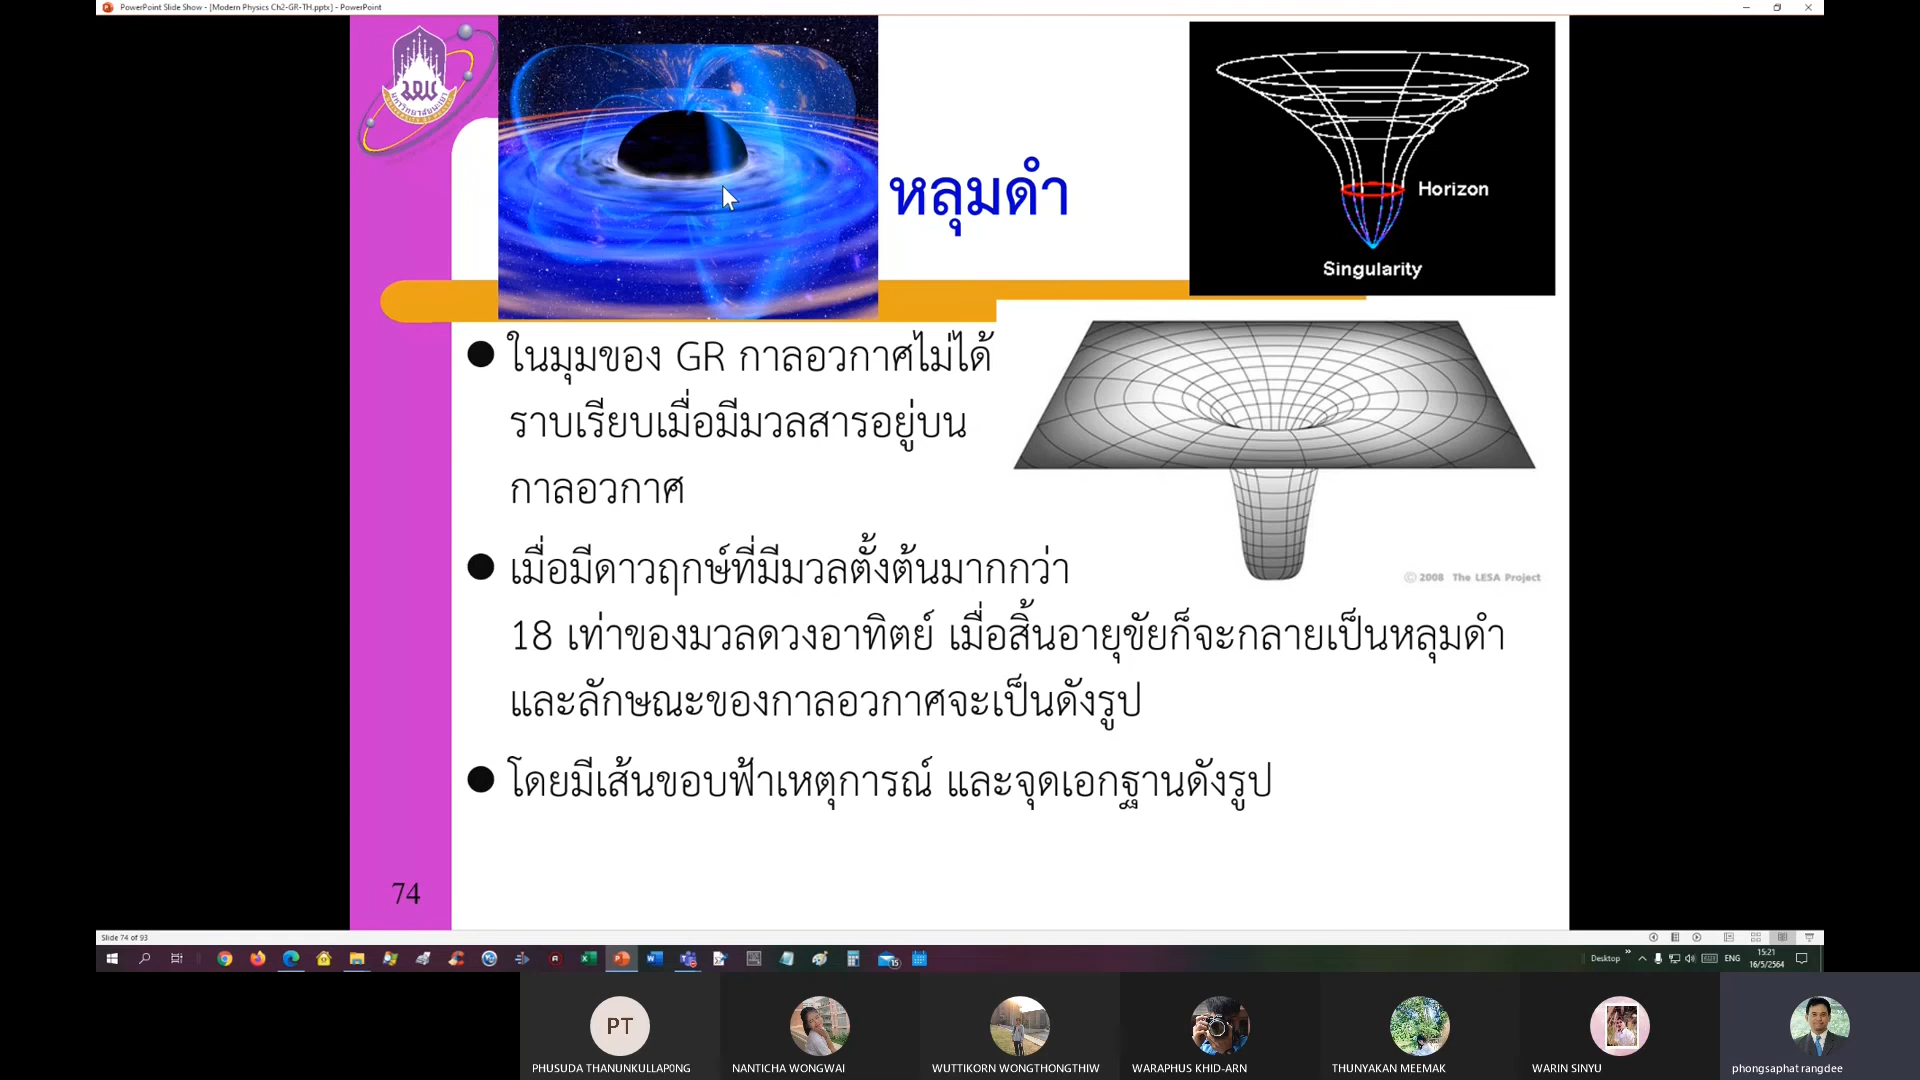 PowerPoint Slide Show - [Modern Physics Ch2-GR-TH.pptx] - PowerPoint
หลุมดำ
Horizon
Singularity
ในมุมของ GR กาลอวกาศไม่ได้
ราบเรียบเมื่อมีมวลสารอยู่บน
กาลอวกาศ
© 2008 The LESA Project
เมื่อมีดาวฤกษ์ที่มีมวลตั้งต้นมากกว่า
18 เท่าของมวลดวงอาทิตย์ เมื่อสิ้นอายุขัยก็จะกลายเป็นหลุมดำ
และลักษณะของกาลอวกาศจะเป็นดังรูป
โดยมีเส้นขอบฟ้าเหตุการณ์ และจุดเอกฐานดังรูป
74
Slide 74 of 93
Desktop
ENG
15:21
16/5/2564
15
PT
PHUSUDA THANUNKULLAP0NG
NANTICHA WONGWAI
WUTTIKORN WONGTHONGTHIW
WARAPHUS KHID-ARN
THUNYAKAN MEEMAK
WARIN SINYU
phongsaphat rangdee